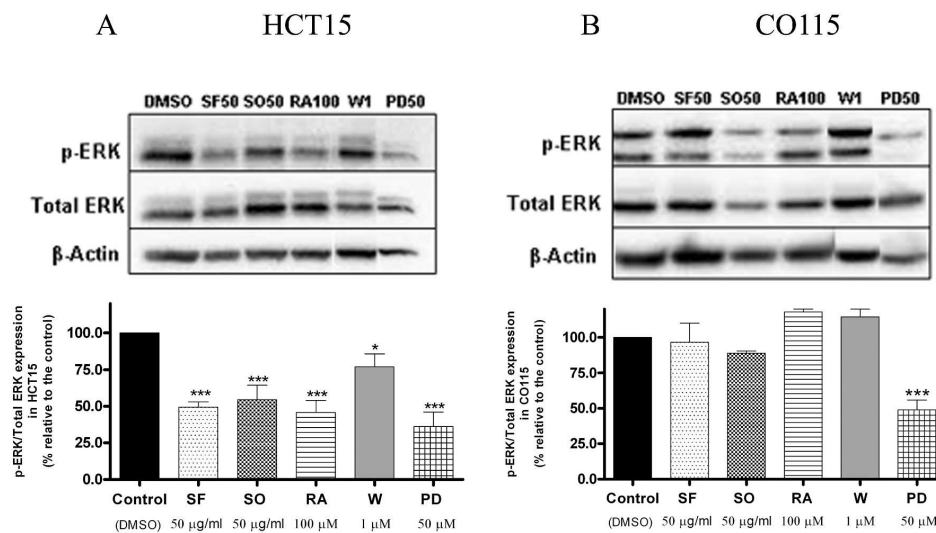 A HCT15
DMSO SF50 SO50 RA100 W1 PD50
p-ERK
Total ERK
β-Actin
p-ERK/Total ERK expression
in HCT15
(% relative to the control)
100.0
75.0
50.0
25.0
0.0
*** *** *** * ***
Control SF SO RA W PD
(DMSO) 50 µg/ml 50 µg/ml 100 µM 1 µM 50 µM
B CO115
DMSO SF50 SO50 RA100 W1 PD50
p-ERK
Total ERK
β-Actin
p-ERK/Total ERK expression
in CO115
(% relative to the control)
100.0
75.0
50.0
25.0
0.0
***
Control SF SO RA W PD
(DMSO) 50 µg/ml 50 µg/ml 100 µM 1 µM 50 µM